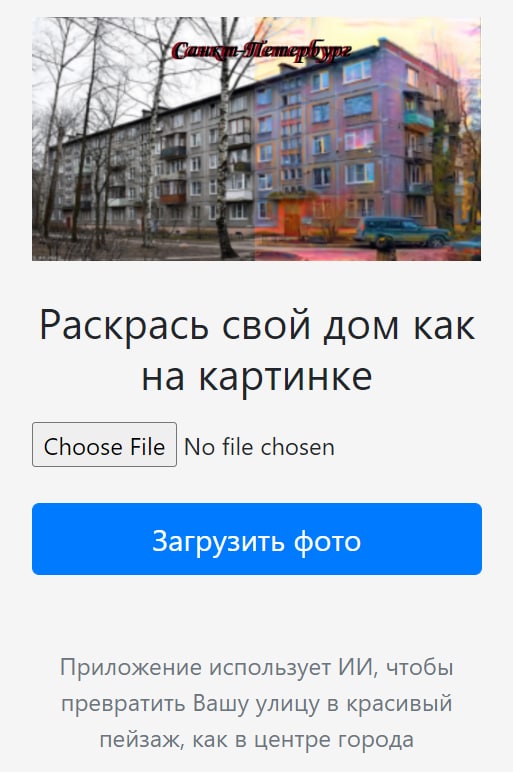 Санкт-Петербург
Раскрась свой дом как
на картинке
Choose File No file chosen
Загрузить фото
Приложение использует ИИ, чтобы
превратить Вашу улицу в красивый
пейзаж, как в центре города